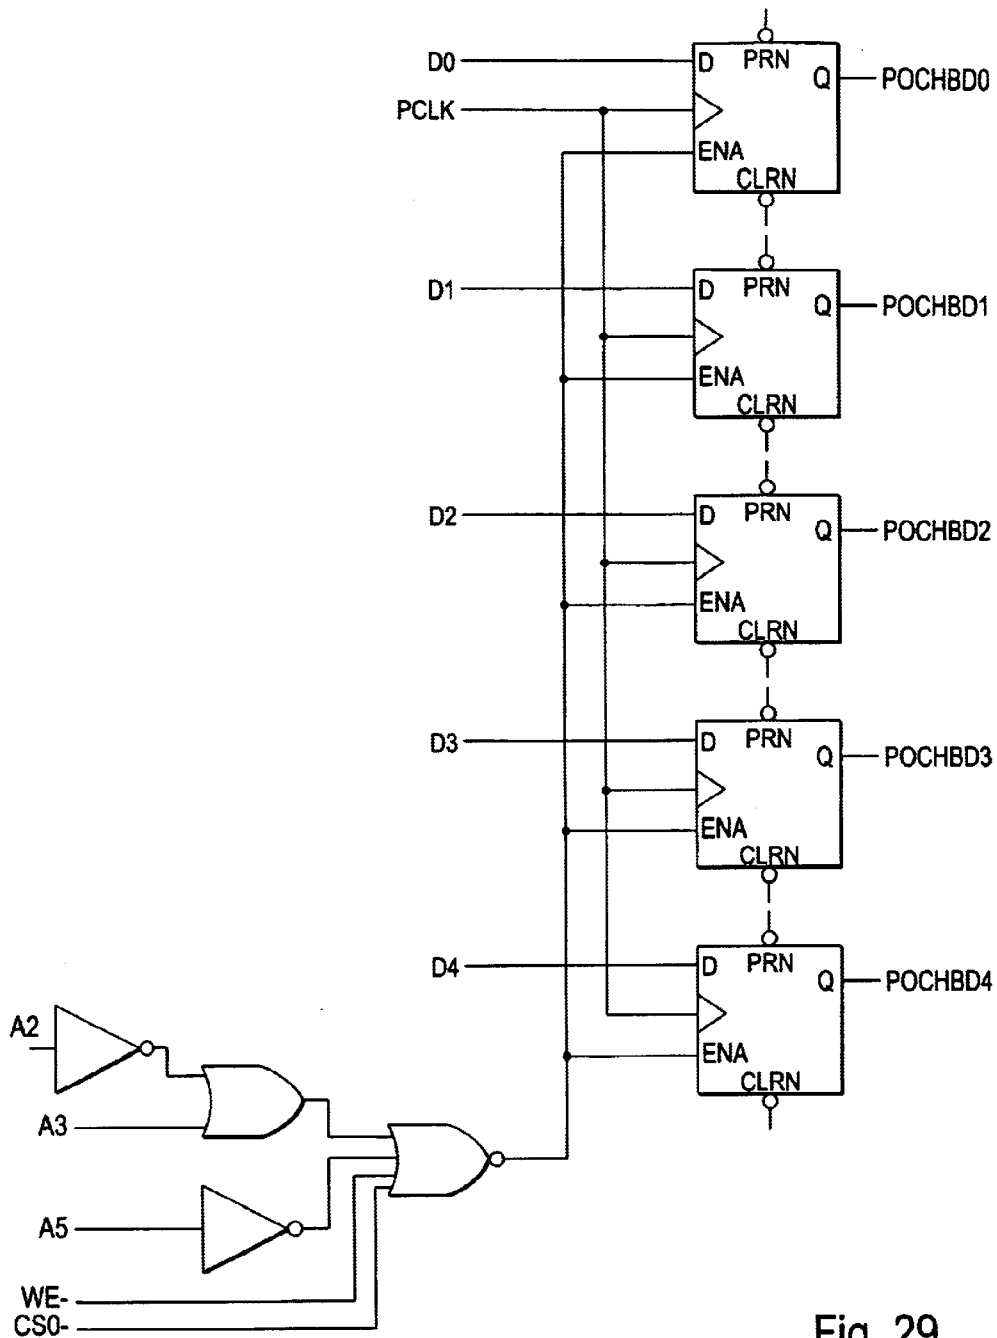 PRN
D0
D
Q
POCHBD0
PCLK
ENA
CLRN
PRN
D1
D
Q
POCHBD1
ENA
CLRN
PRN
D2
D
Q
POCHBD2
ENA
CLRN
PRN
D3
D
Q
POCHBD3
ENA
CLRN
PRN
D4
D
Q
POCHBD4
ENA
CLRN
A2
A3
A5
WE-
CS0-
Fig. 29